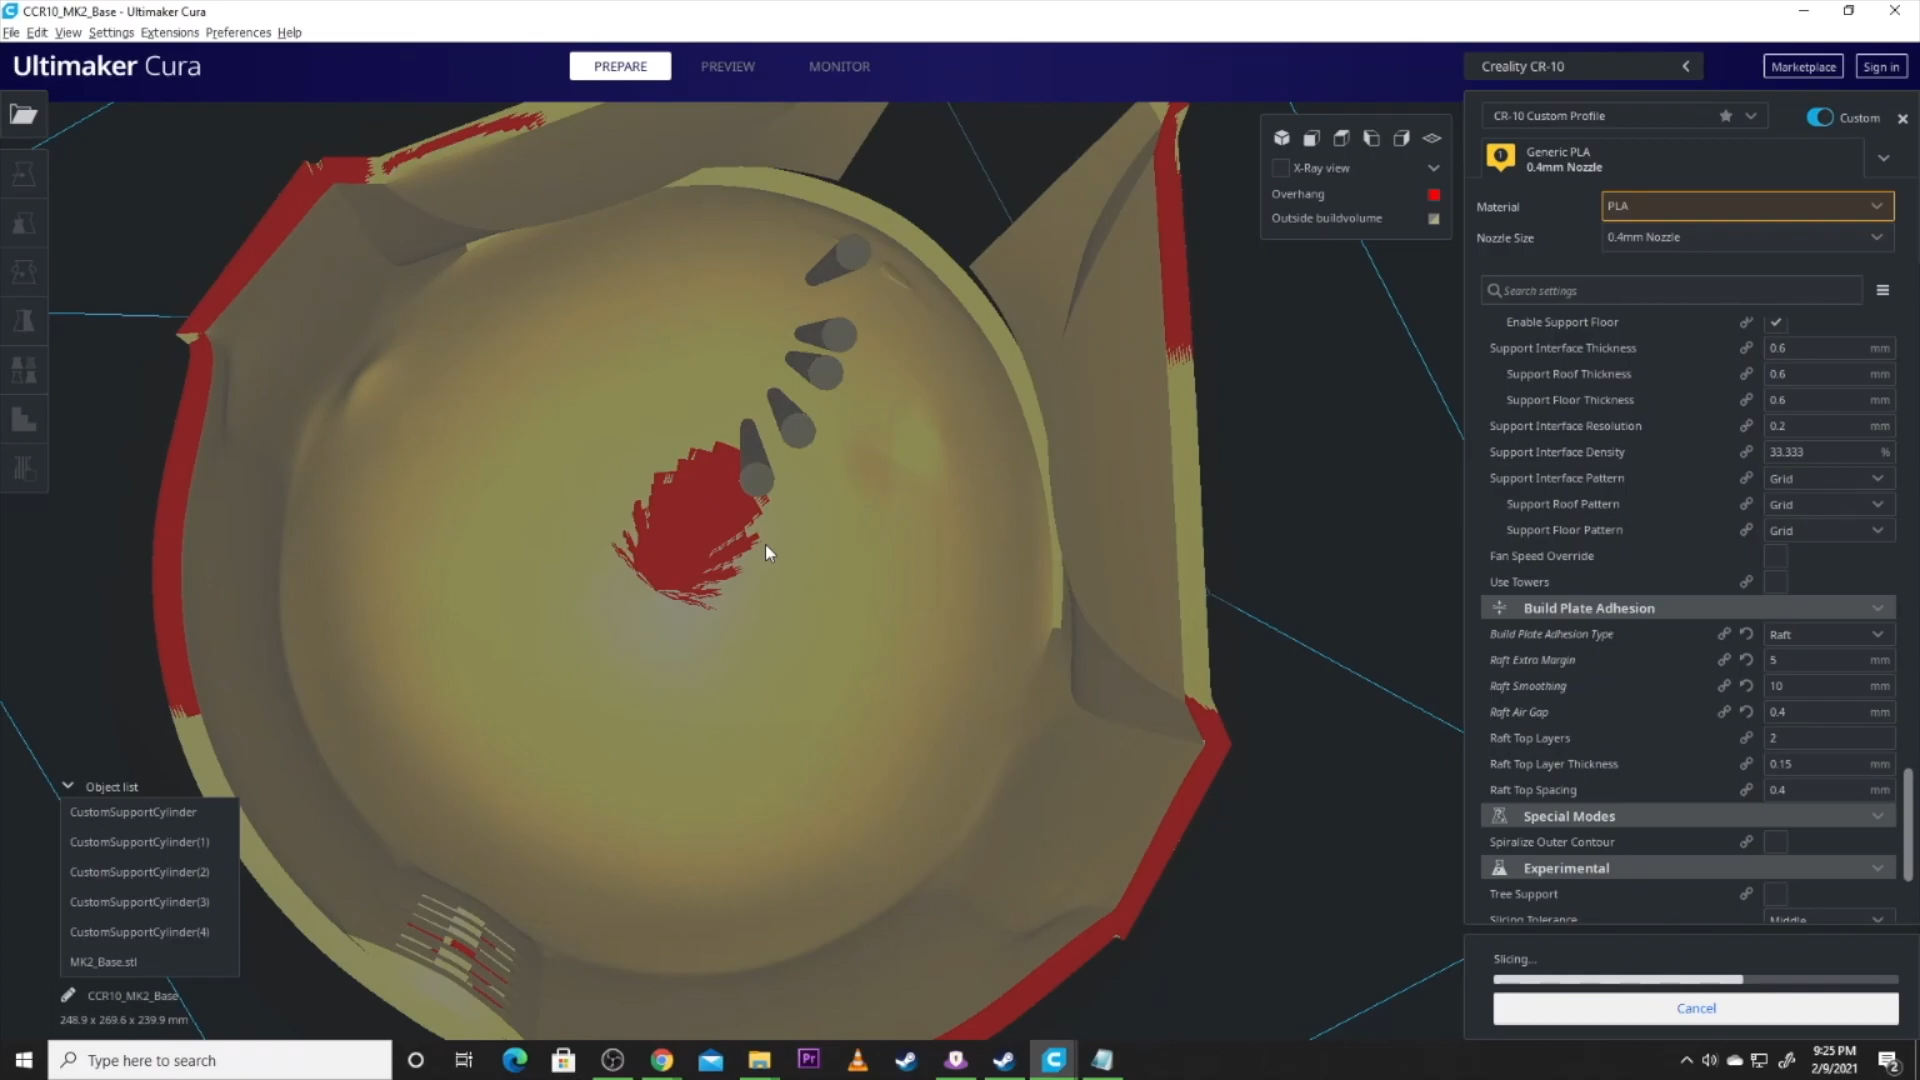 CCR10_MK2_Base - Ultimaker Cura
File Edit View Settings Extensions Preferences Help
Ultimaker Cura
PREPARE
PREVIEW
MONITOR
Creality CR-10
Marketplace
Sign in
CR-10 Custom Profile
Custom
1
Generic PLA
0.4mm Nozzle
X-Ray view
Overhang
Outside buildvolume
Material
PLA
Nozzle Size
0.4mm Nozzle
Search settings
Enable Support Floor
Support Interface Thickness 0.6 mm
Support Roof Thickness 0.6 mm
Support Floor Thickness 0.6 mm
Support Interface Resolution 0.2 mm
Support Interface Density 33.333 %
Support Interface Pattern Grid
Support Roof Pattern Grid
Support Floor Pattern Grid
Fan Speed Override
Use Towers
Build Plate Adhesion
Build Plate Adhesion Type Raft
Raft Extra Margin 5 mm
Raft Smoothing 10 mm
Raft Air Gap 0.4 mm
Raft Top Layers 2
Raft Top Layer Thickness 0.15 mm
Raft Top Spacing 0.4 mm
Special Modes
Spiralize Outer Contour
Experimental
Tree Support
Slicing Tolerance Middle
Slicing...
Cancel
Object list
CustomSupportCylinder
CustomSupportCylinder(1)
CustomSupportCylinder(2)
CustomSupportCylinder(3)
CustomSupportCylinder(4)
MK2_Base.stl
CCR10_MK2_Base
248.9 x 269.6 x 239.9 mm
Type here to search
Pr
9:25 PM
2/9/2021
2